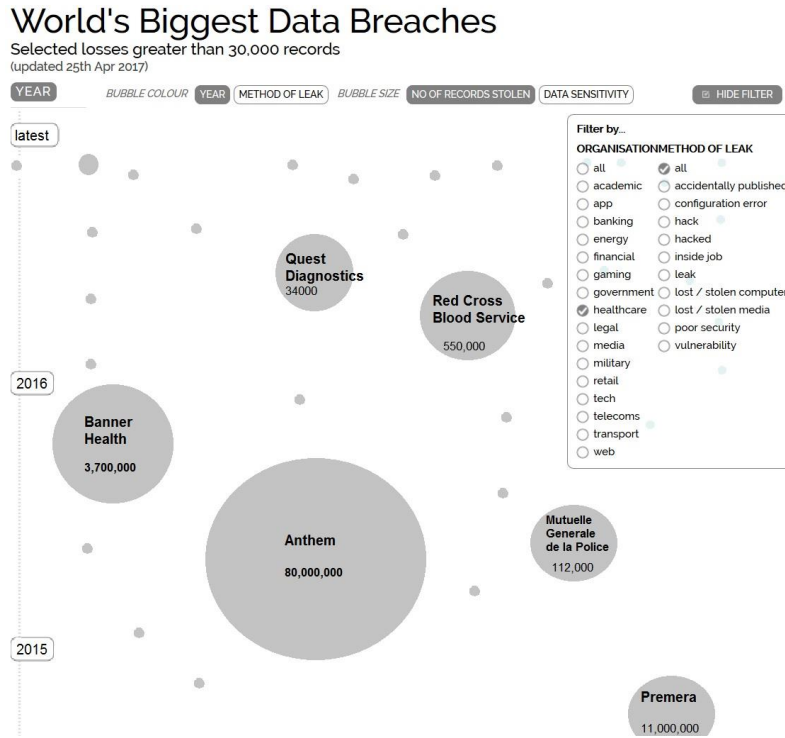 World's Biggest Data Breaches
Selected losses greater than 30,000 records
(updated 25th Apr 2017)
YEAR
BUBBLE COLOUR YEAR METHOD OF LEAK BUBBLE SIZE NO OF RECORDS STOLEN DATA SENSITIVITY HIDE FILTER
latest
Filter by...
ORGANISATION
all
academic
app
banking
energy
financial
gaming
government
healthcare
legal
media
military
retail
tech
telecoms
transport
web
METHOD OF LEAK
all
accidentally published
configuration error
hack
hacked
inside job
leak
lost / stolen computer
lost / stolen media
poor security
vulnerability
Quest
Diagnostics
34000
Red Cross
Blood Service
550,000
2016
Banner
Health
3,700,000
Anthem
80,000,000
Mutuelle
Generale
de la Police
112,000
2015
Premera
11,000,000